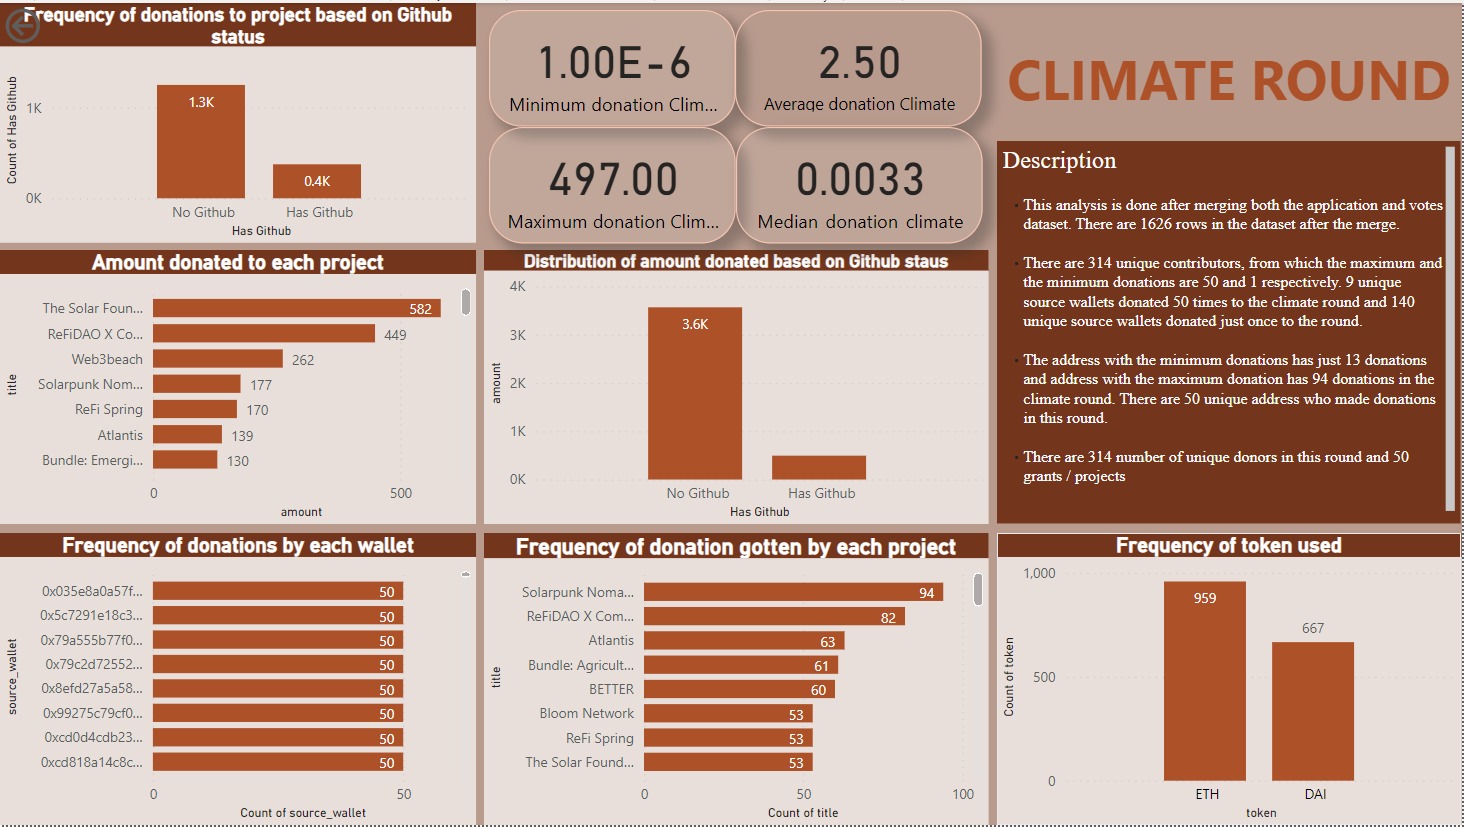 Frequency of donations to project based on Github
status
Count of Has Github
1K
0K
1.3K
0.4K
No Github
Has Github
Has Github
1.00E-6
Minimum donation Clim...
2.50
Average donation Climate
497.00
Maximum donation Clim...
0.0033
Median donation climate
CLIMATE ROUND
Description
· This analysis is done after merging both the application and votes
dataset. There are 1626 rows in the dataset after the merge.
· There are 314 unique contributors, from which the maximum and
the minimum donations are 50 and 1 respectively. 9 unique
source wallets donated 50 times to the climate round and 140
unique source wallets donated just once to the round.
· The address with the minimum donations has just 13 donations
and address with the maximum donation has 94 donations in the
climate round. There are 50 unique address who made donations
in this round.
· There are 314 number of unique donors in this round and 50
grants / projects
Amount donated to each project
title
The Solar Foun... 582
ReFiDAO X Co... 449
Web3beach 262
Solarpunk Nom... 177
ReFi Spring 170
Atlantis 139
Bundle: Emergi... 130
0 500
amount
Distribution of amount donated based on Github staus
amount
4K
3K
2K
1K
0K
3.6K
No Github
Has Github
Has Github
Frequency of donations by each wallet
source_wallet
0x035e8a0a57f... 50
0x5c7291e18c3... 50
0x79a555b77f0... 50
0x79c2d72552... 50
0x8efd27a5a58... 50
0x99275c79cf0... 50
0xcd0d4cdb23... 50
0xcd818a14c8c... 50
0 50
Count of source_wallet
Frequency of donation gotten by each project
title
Solarpunk Noma... 94
ReFiDAO X Com... 82
Atlantis 63
Bundle: Agricult... 61
BETTER 60
Bloom Network 53
ReFi Spring 53
The Solar Found... 53
0 50 100
Count of title
Frequency of token used
Count of token
1,000
500
0
959
667
ETH
DAI
token